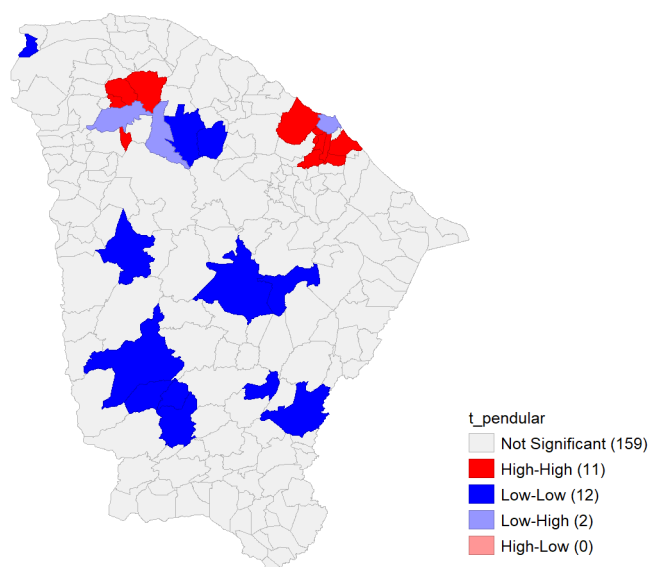 t_pendular
Not Significant (159)
High-High (11)
Low-Low (12)
Low-High (2)
High-Low (0)